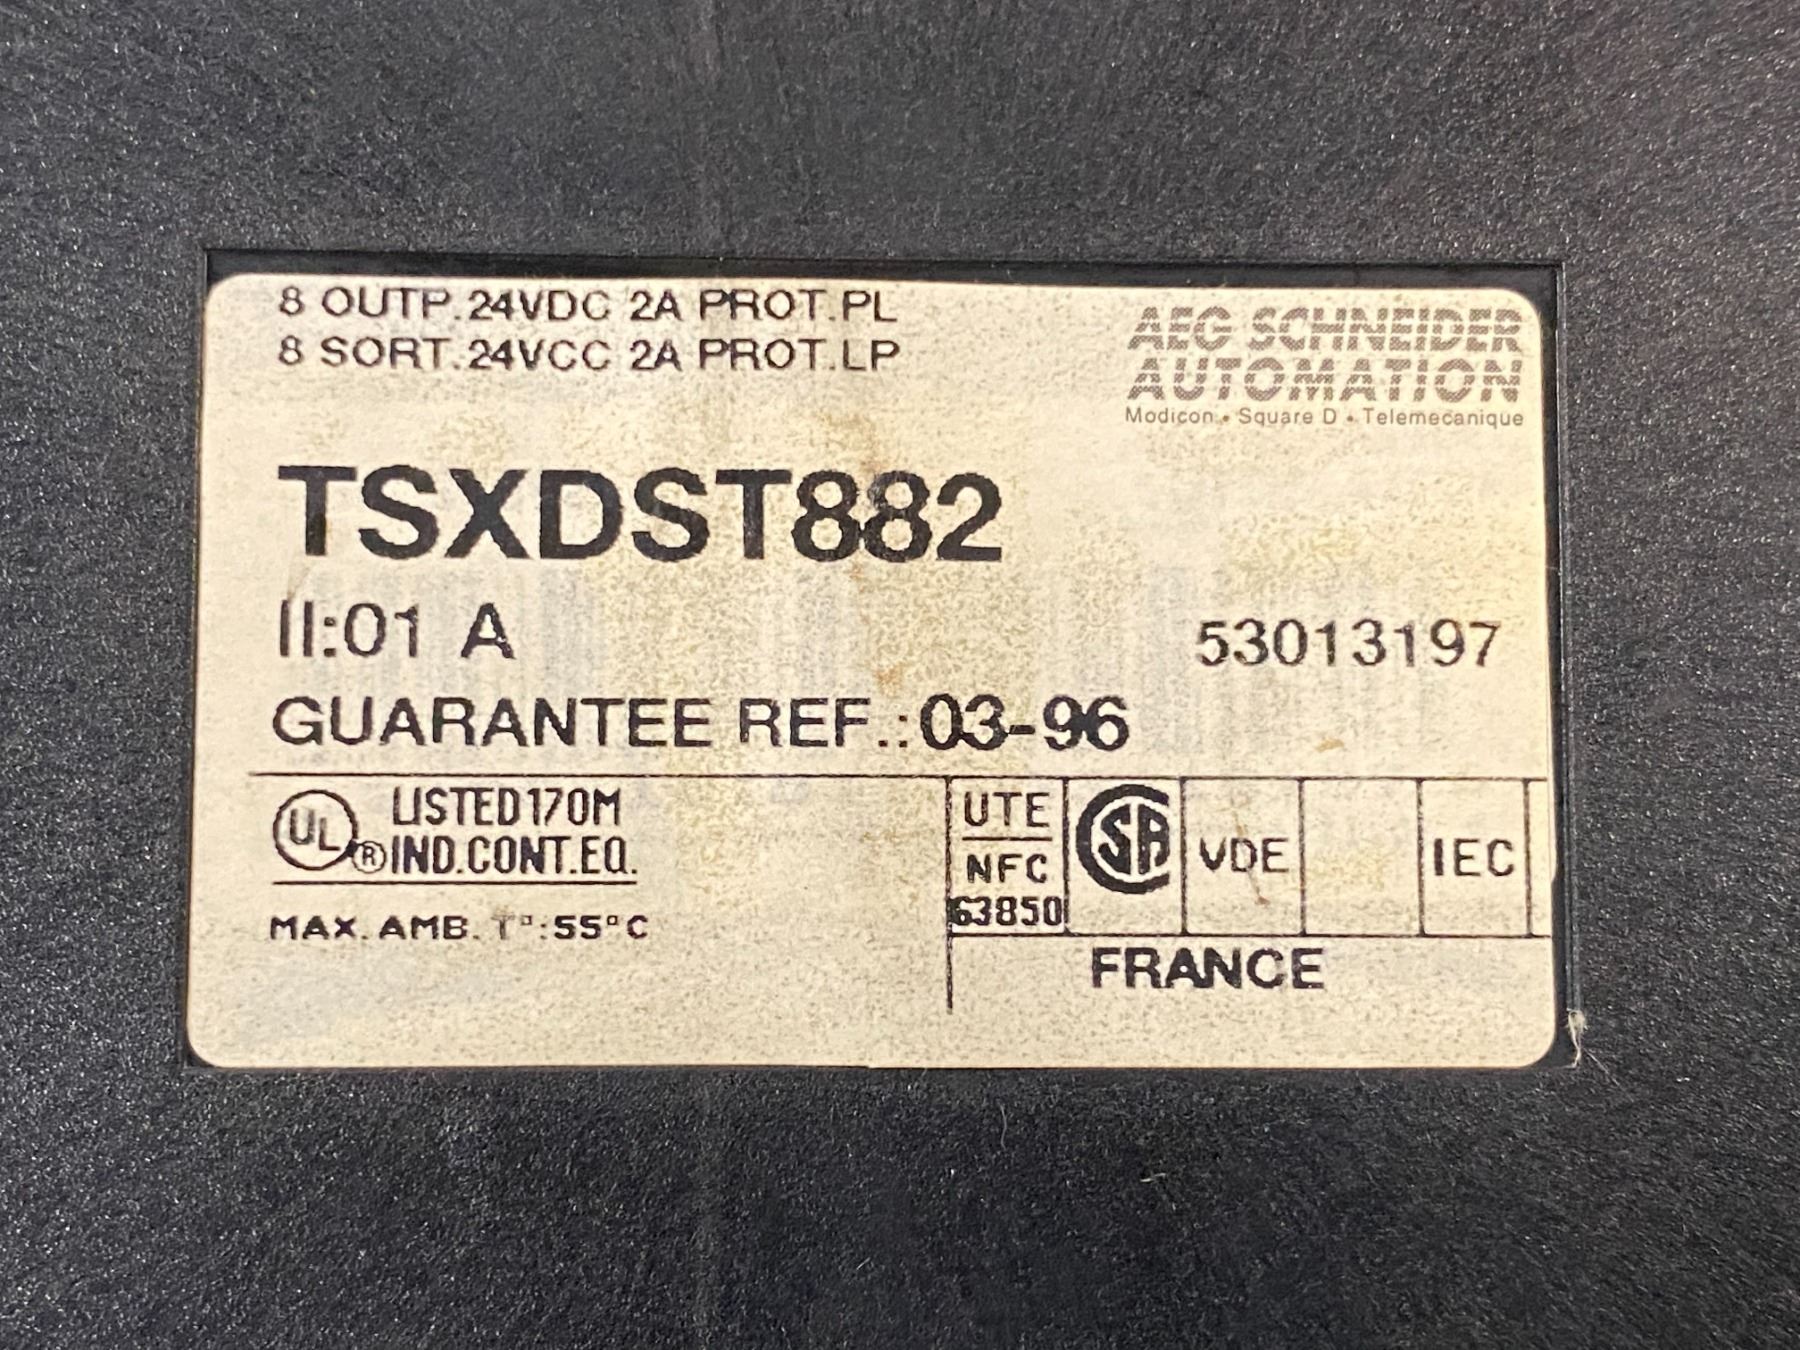 8 OUTP.24VDC 2A PROT.PL
8 SORT.24VCC 2A PROT.LP
AEG SCHNEIDER
AUTOMATION
Modicon • Square D • Telemecanique
TSXDST882
II:01 A
53013197
GUARANTEE REF.:03-96
UL ® LISTED 170M
IND.CONT.EQ.
MAX. AMB. T°:55°C
UTE
NFC
63850
SA
VDE
IEC
FRANCE